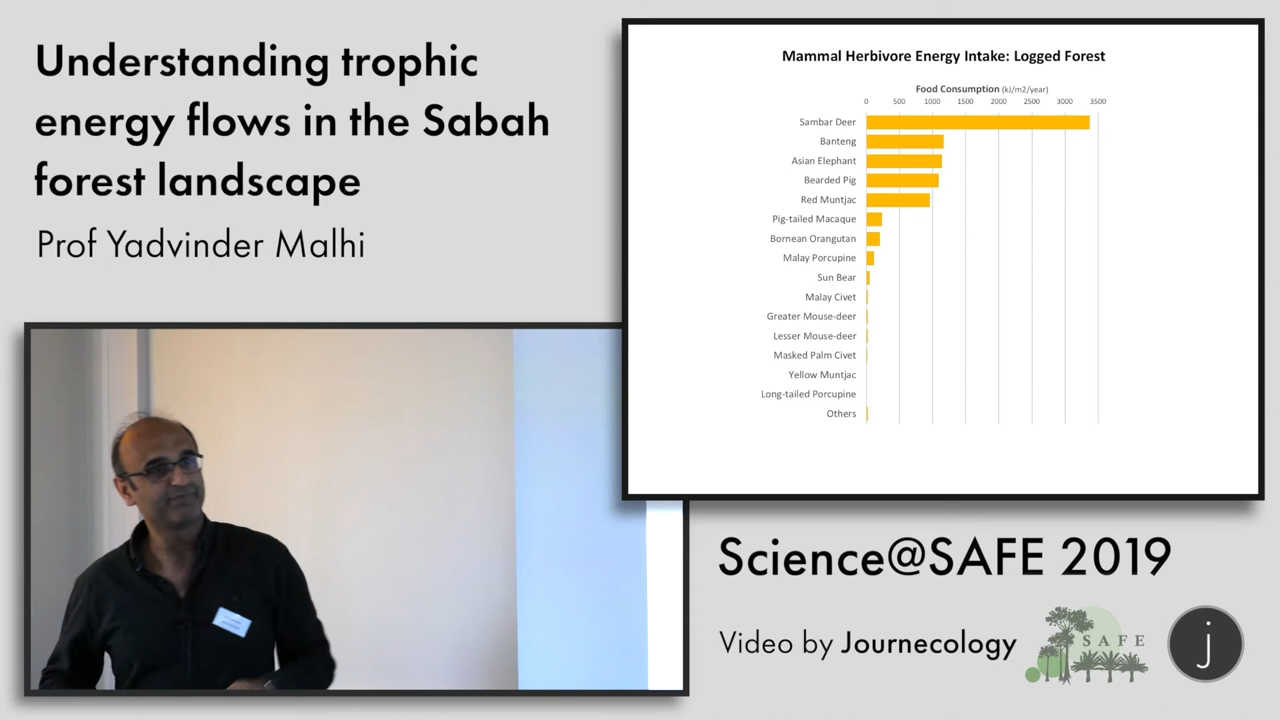 Understanding trophic
energy flows in the Sabah
forest landscape
Prof Yadvinder Malhi
Mammal Herbivore Energy Intake: Logged Forest
Food Consumption (kJ/m2/year)
0 500 1000 1500 2000 2500 3000 3500
Sambar Deer
Banteng
Asian Elephant
Bearded Pig
Red Muntjac
Pig-tailed Macaque
Bornean Orangutan
Malay Porcupine
Sun Bear
Malay Civet
Greater Mouse-deer
Lesser Mouse-deer
Masked Palm Civet
Yellow Muntjac
Long-tailed Porcupine
Others
Science@SAFE 2019
Video by Journecology
SAFE
j